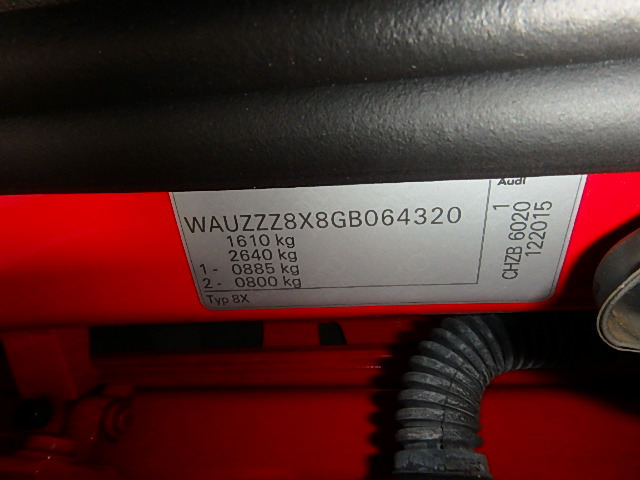 WAUZZZ8X8GB064320
1610 kg
2640 kg
1 - 0885 kg
2 - 0800 kg
Typ 8X
Audi
1
CHZB 6020
122015